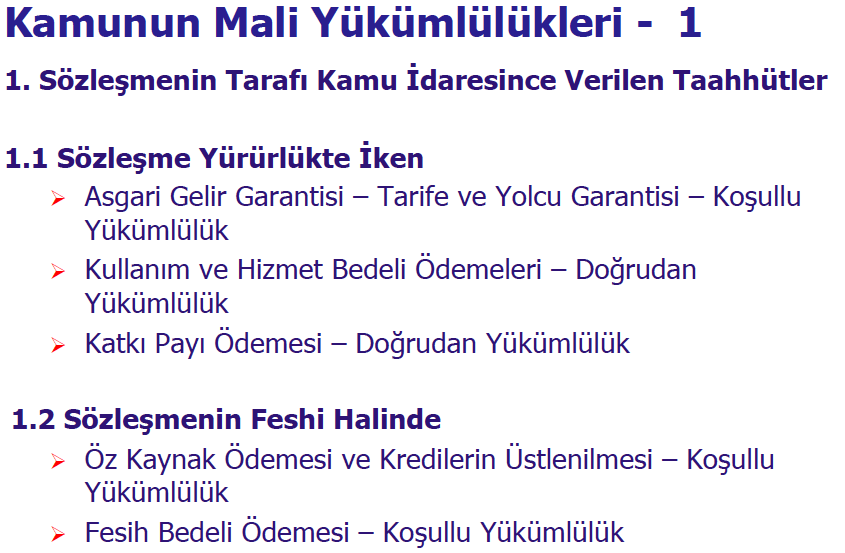 Kamunun Mali Yükümlülükleri - 1
1. Sözleşmenin Tarafı Kamu İdaresince Verilen Taahhütler
1.1 Sözleşme Yürürlükte İken
➢ Asgari Gelir Garantisi – Tarife ve Yolcu Garantisi – Koşullu
Yükümlülük
➢ Kullanım ve Hizmet Bedeli Ödemeleri – Doğrudan
Yükümlülük
➢ Katkı Payı Ödemesi – Doğrudan Yükümlülük
1.2 Sözleşmenin Feshi Halinde
➢ Öz Kaynak Ödemesi ve Kredilerin Üstlenilmesi – Koşullu
Yükümlülük
➢ Fesih Bedeli Ödemesi – Koşullu Yükümlülük